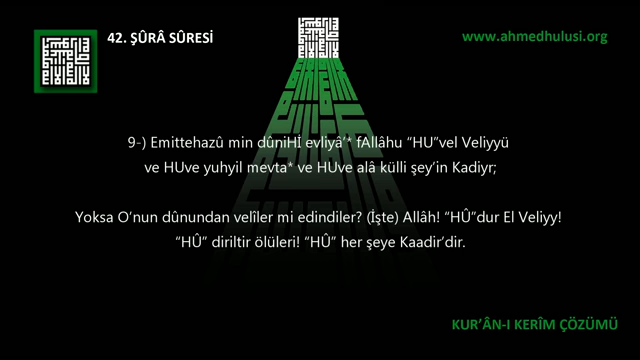 42. ŞÛRÂ SÛRESİ
www.ahmedhulusi.org
9-) Emittehazû min dûniHİ evliyâ’* fAllâhu “HU”vel Veliyyü
ve HUve yuhyil mevta* ve HUve alâ külli şey’in Kadiyr;
Yoksa O’nun dûnundan velîler mi edindiler? (İşte) Allâh! “HÛ”dur El Veliyy!
“HÛ” diriltir ölüleri! “HÛ” her şeye Kaadir’dir.
KUR’ÂN-I KERÎM ÇÖZÜMÜ